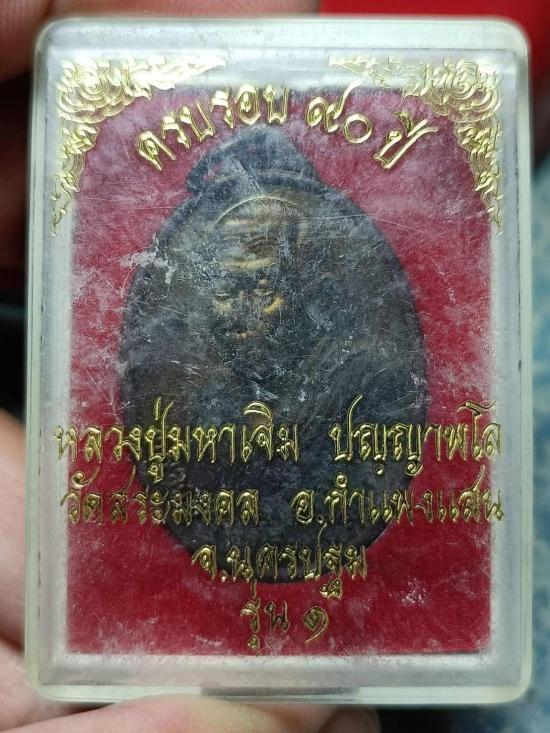 ครบรอบ ๙๐ ปี
หลวงปู่มหาเจิม ปญฺญาพโล
วัดสระมงคล อ.กำแพงแสน
จ.นครปฐม
รุ่น ๑